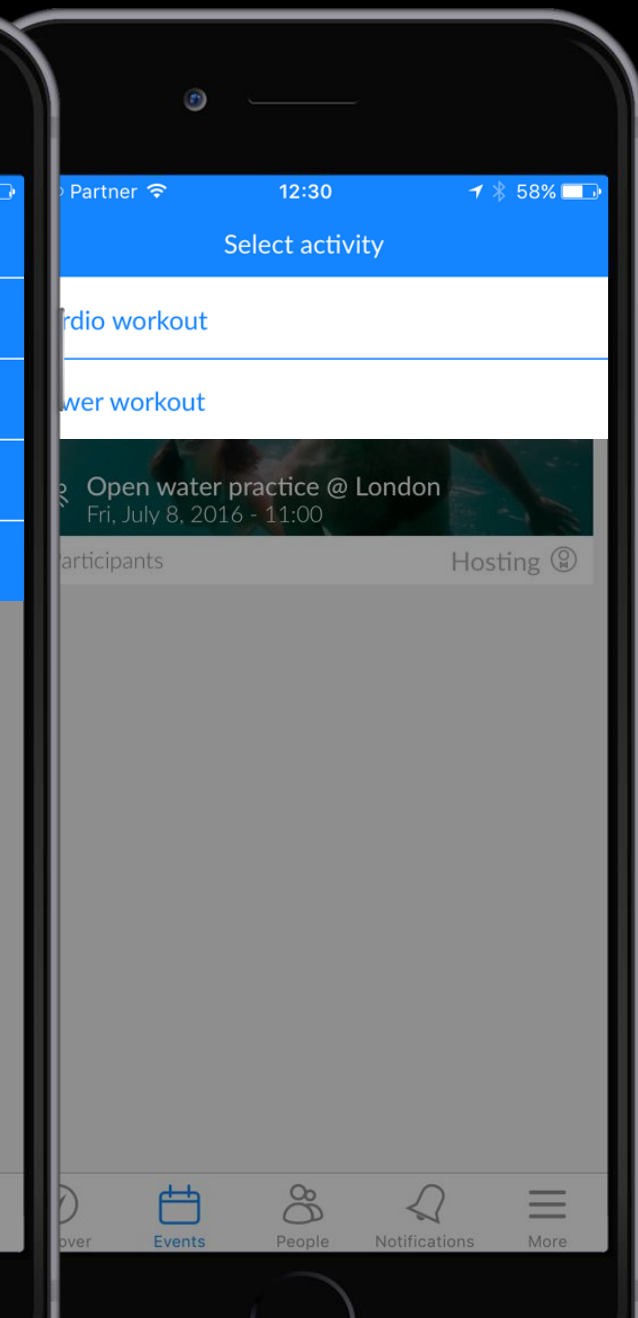 Partner 12:30 58%
Select activity
rdio workout
wer workout
Open water practice @ London
Fri, July 8, 2016 - 11:00
articipants Hosting
over Events People Notifications More